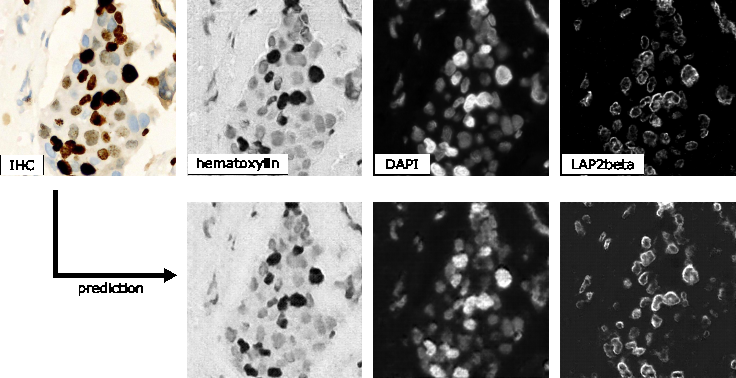 IHC
hematoxylin
DAPI
LAP2beta
prediction